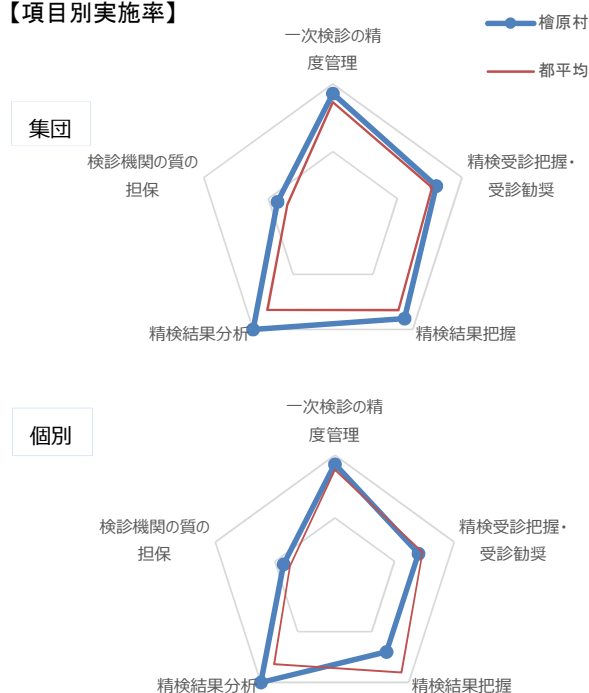 【項目別実施率】
檜原村
都平均
集団
一次検診の精
度管理
精検受診把握・
受診勧奨
精検結果把握
精検結果分析
検診機関の質の
担保
個別
一次検診の精
度管理
精検受診把握・
受診勧奨
精検結果把握
精検結果分析
検診機関の質の
担保